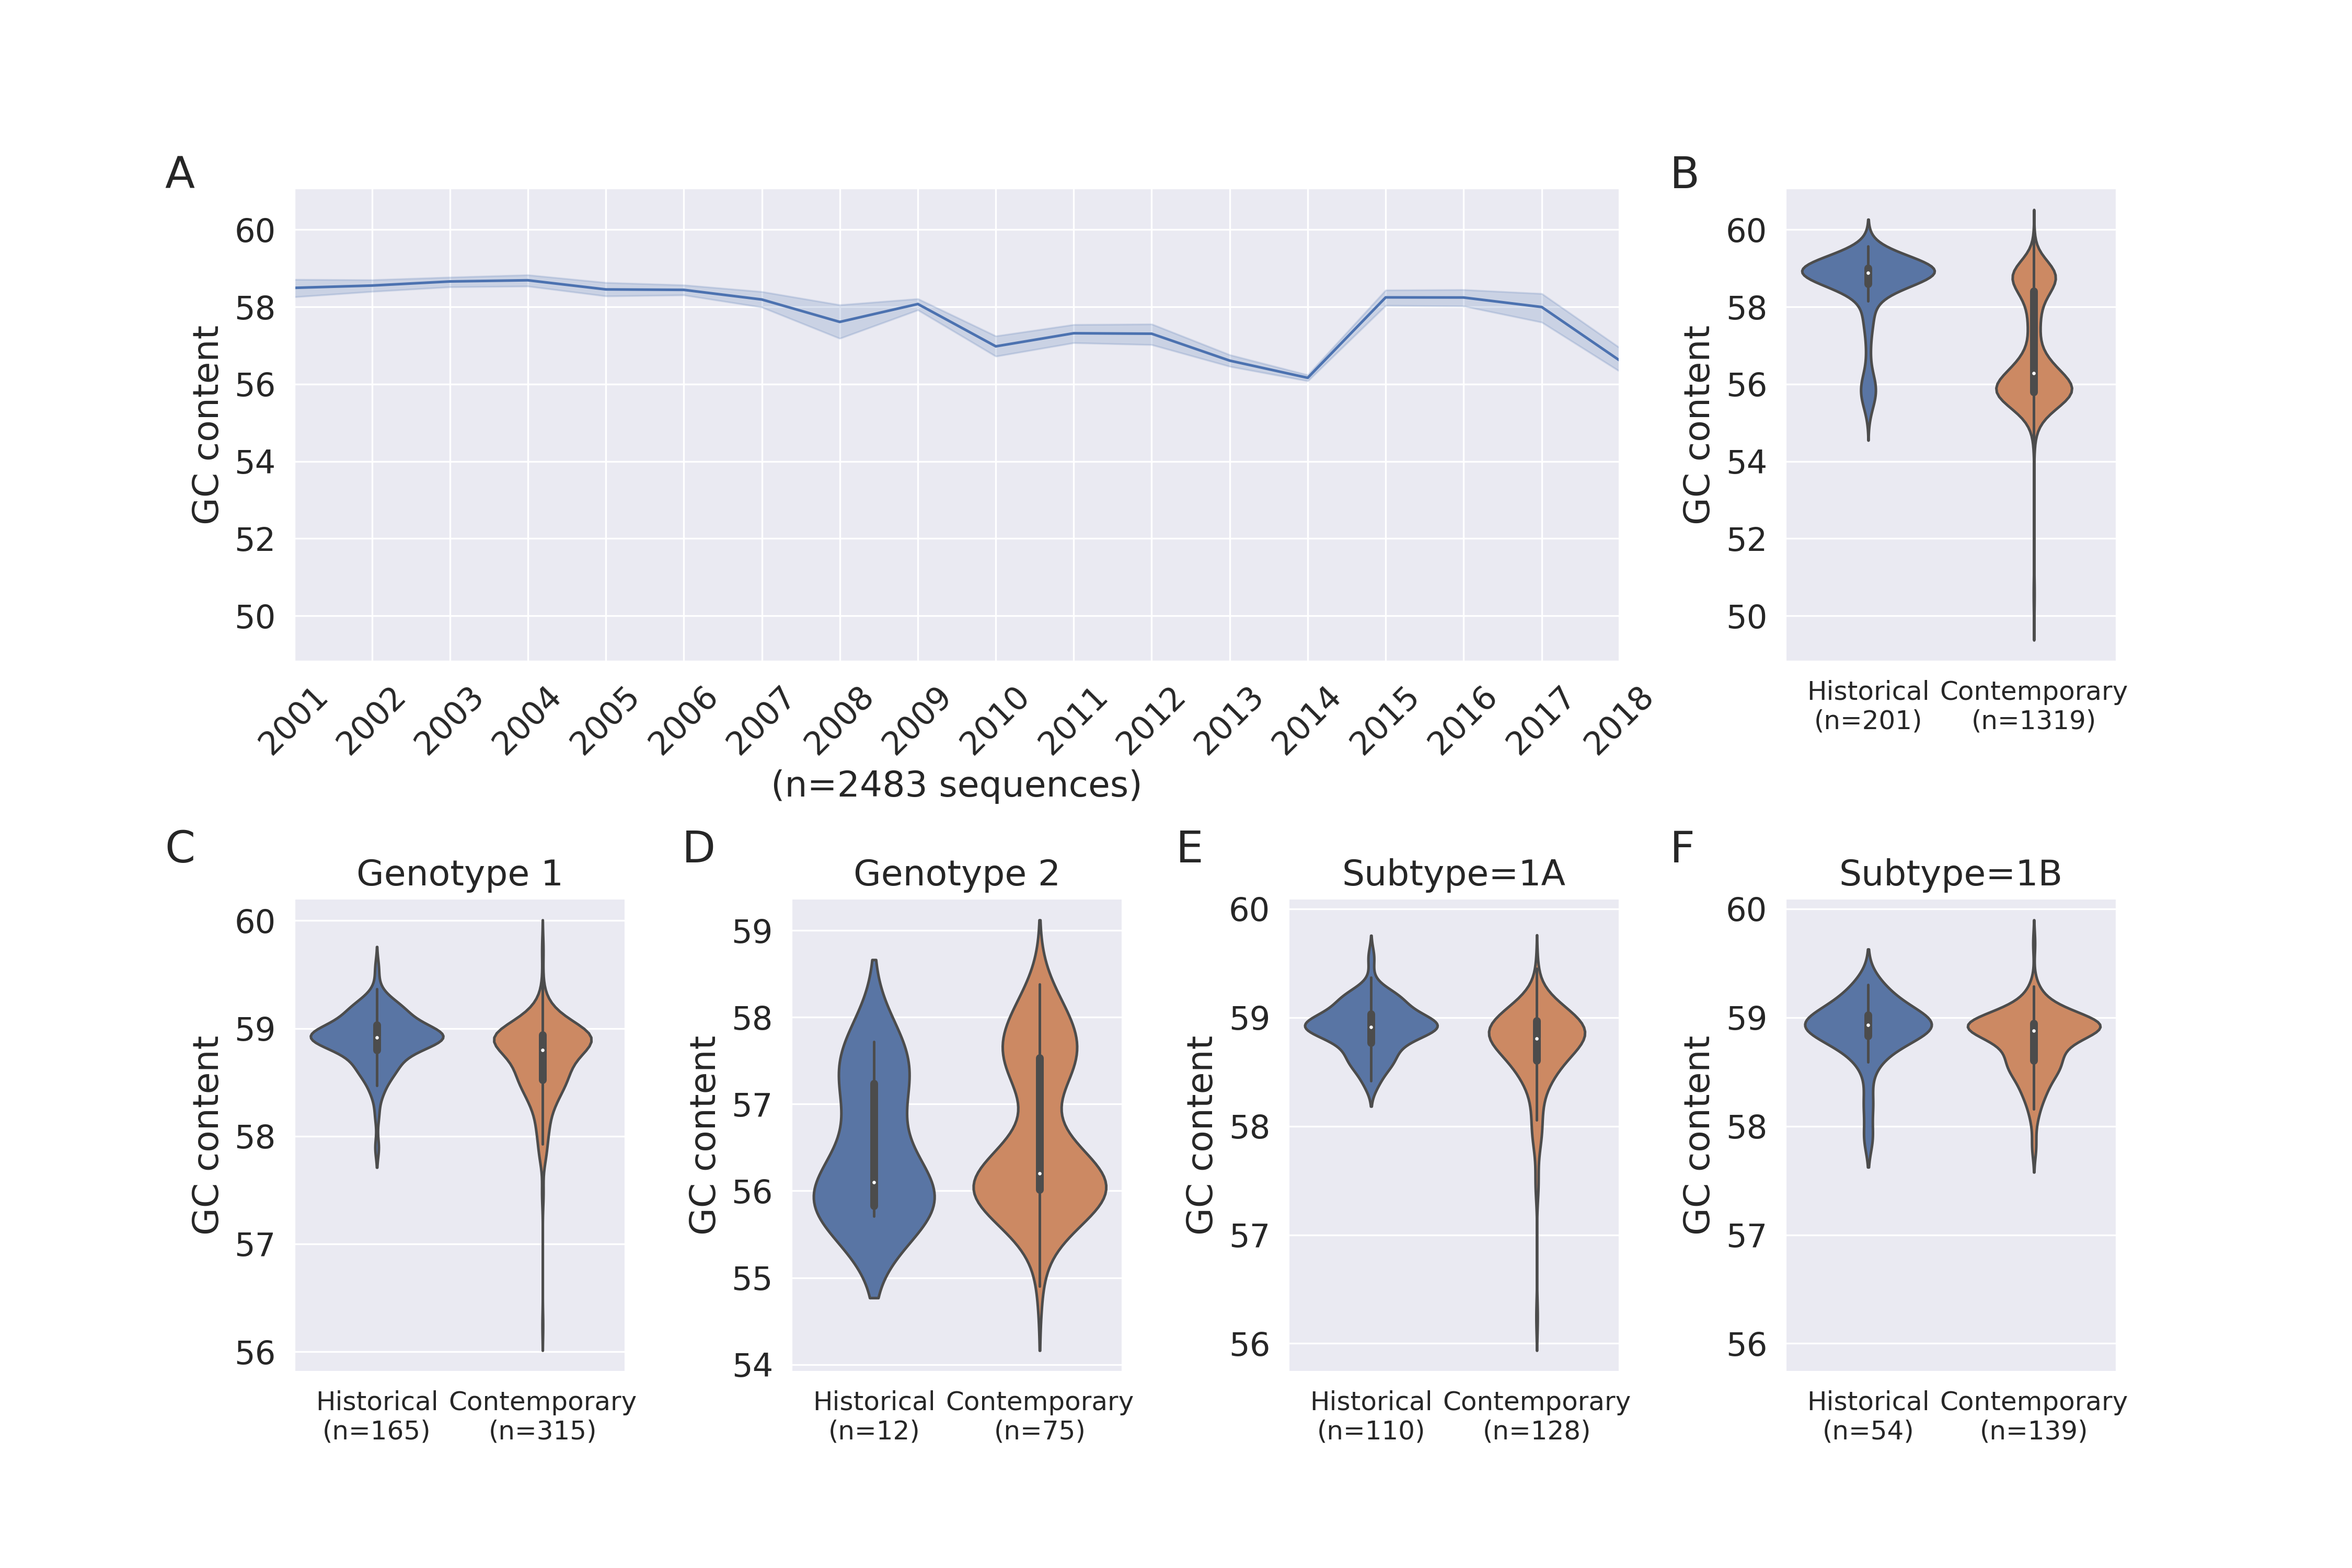 A
GC content
60
58
56
54
52
50
2001
2002
2003
2004
2005
2006
2007
2008
2009
2010
2011
2012
2013
2014
2015
2016
2017
2018
(n=2483 sequences)
B
GC content
60
58
56
54
52
50
Historical
(n=201)
Contemporary
(n=1319)
C
Genotype 1
GC content
60
59
58
57
56
Historical
(n=165)
Contemporary
(n=315)
D
Genotype 2
GC content
59
58
57
56
55
54
Historical
(n=12)
Contemporary
(n=75)
E
Subtype=1A
GC content
60
59
58
57
56
Historical
(n=110)
Contemporary
(n=128)
F
Subtype=1B
GC content
60
59
58
57
56
Historical
(n=54)
Contemporary
(n=139)